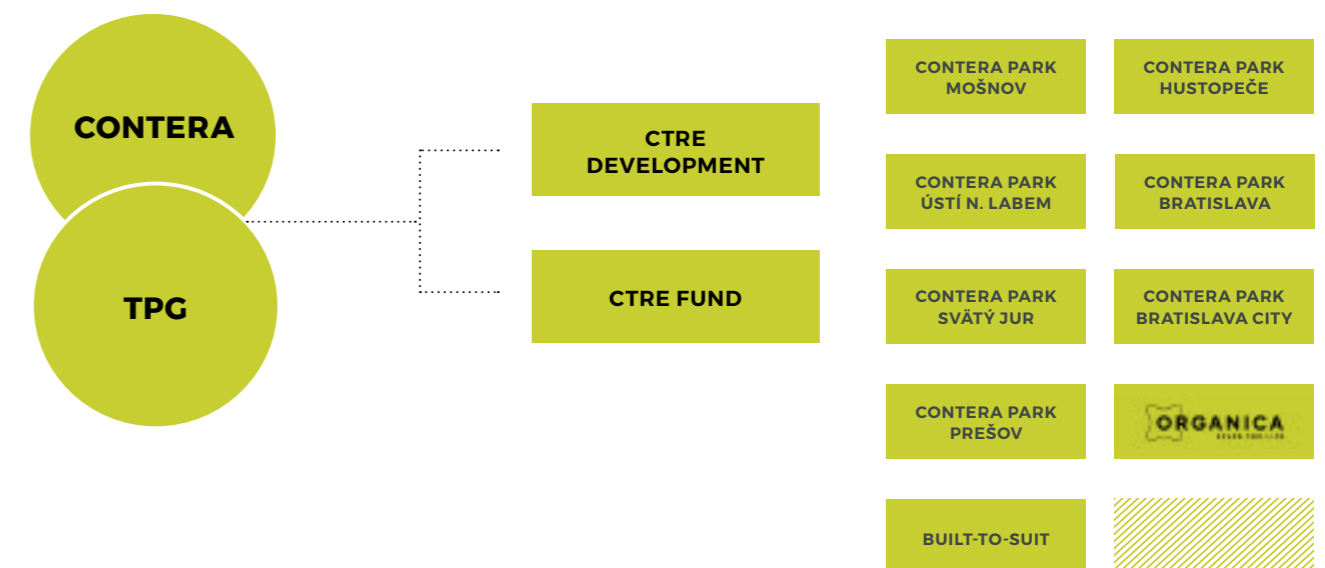 CONTERA
TPG
CTRE
DEVELOPMENT
CTRE FUND
CONTERA PARK
MOŠNOV
CONTERA PARK
HUSTOPEČE
CONTERA PARK
ÚSTÍ N. LABEM
CONTERA PARK
BRATISLAVA
CONTERA PARK
SVÄTÝ JUR
CONTERA PARK
BRATISLAVA CITY
CONTERA PARK
PREŠOV
ORGANICA
BUILT-TO-SUIT